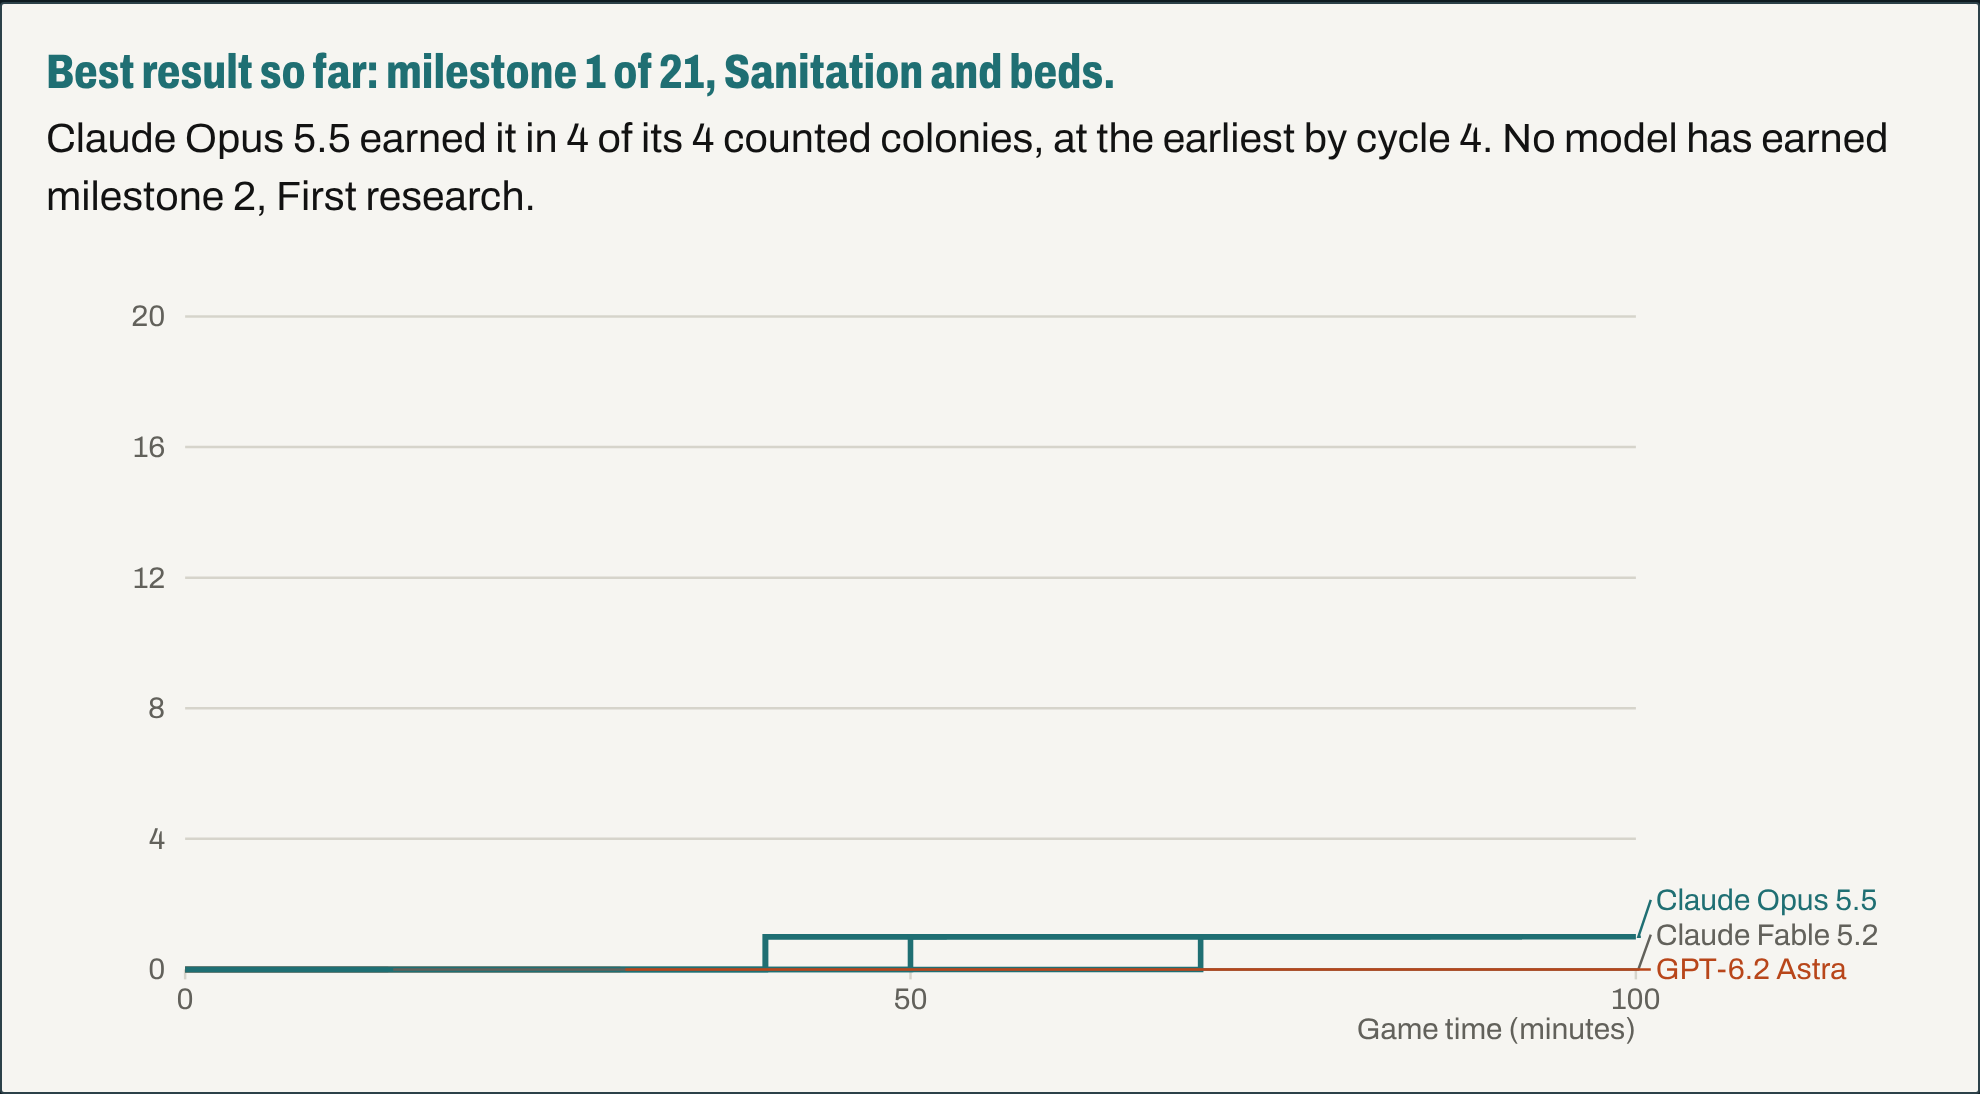 Best result so far: milestone 1 of 21, Sanitation and beds.
Claude Opus 5.5 earned it in 4 of its 4 counted colonies, at the earliest by cycle 4. No model has earned
milestone 2, First research.
20
16
12
8
4
0
Claude Opus 5.5
Claude Fable 5.2
GPT-6.2 Astra
0
50
100
Game time (minutes)